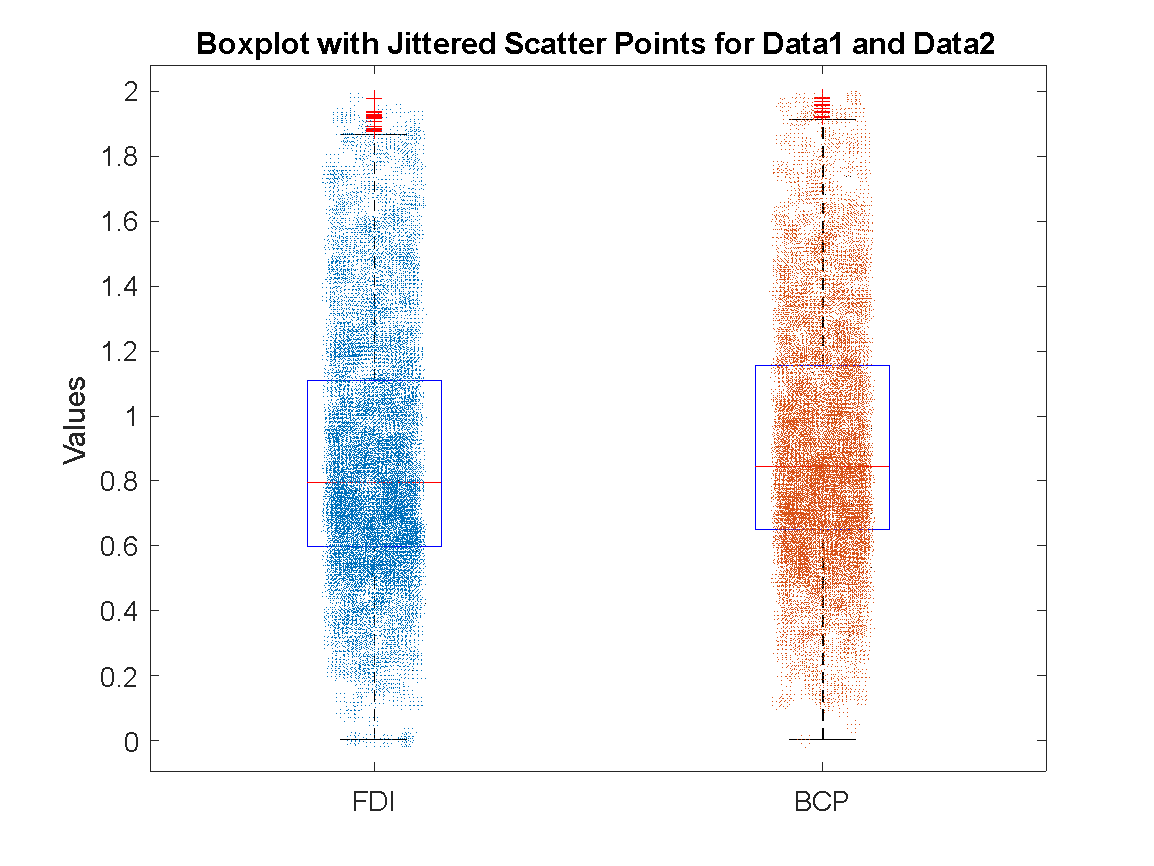 Boxplot with Jittered Scatter Points for Data1 and Data2
2
1.8
1.6
1.4
1.2
1
0.8
0.6
0.4
0.2
0
Values
FDI
BCP